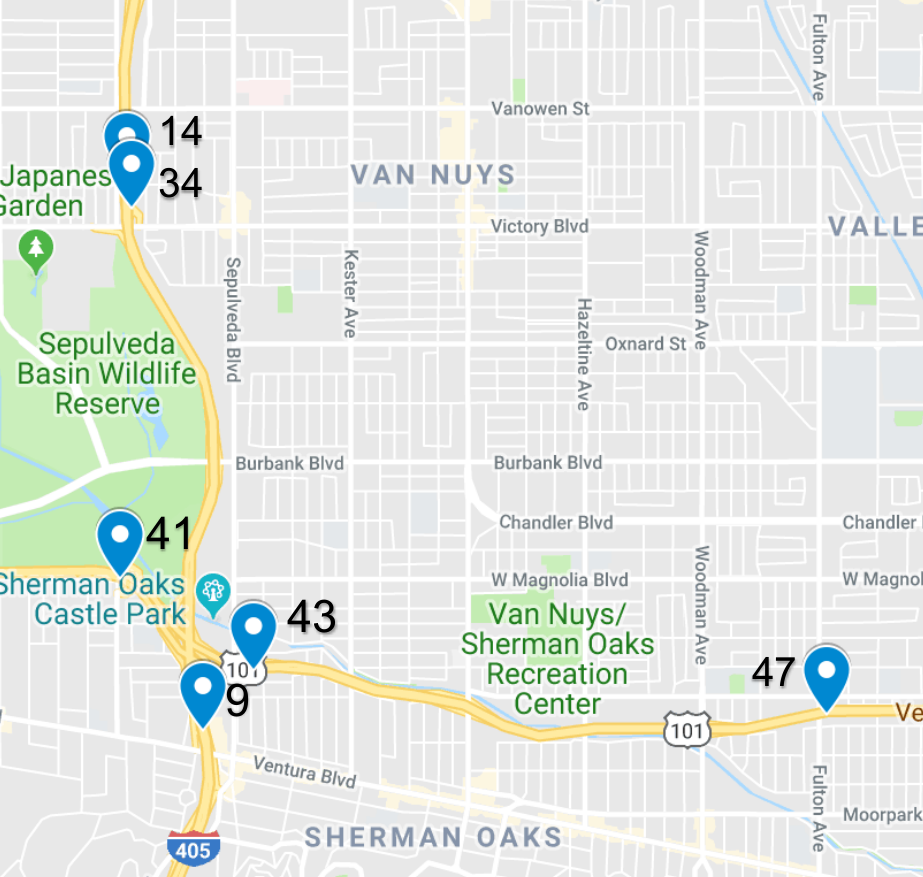 Fulton Ave
Vanowen St
14
VAN NUYS
Japanes
Garden
34
Victory Blvd
VALLE
Woodman Ave
Kester Ave
Sepulveda Blvd
Hazeltine Ave
Oxnard St
Sepulveda
Basin Wildlife
Reserve
Burbank Blvd
Burbank Blvd
Chandler Blvd
Chandler
41
Sherman Oaks
Castle Park
W Magnolia Blvd
W Magnol
Woodman Ave
43
Van Nuys/
Sherman Oaks
Recreation
Center
101
47
9
Ve
101
Ventura Blvd
Fulton Ave
Moorpark
SHERMAN OAKS
405